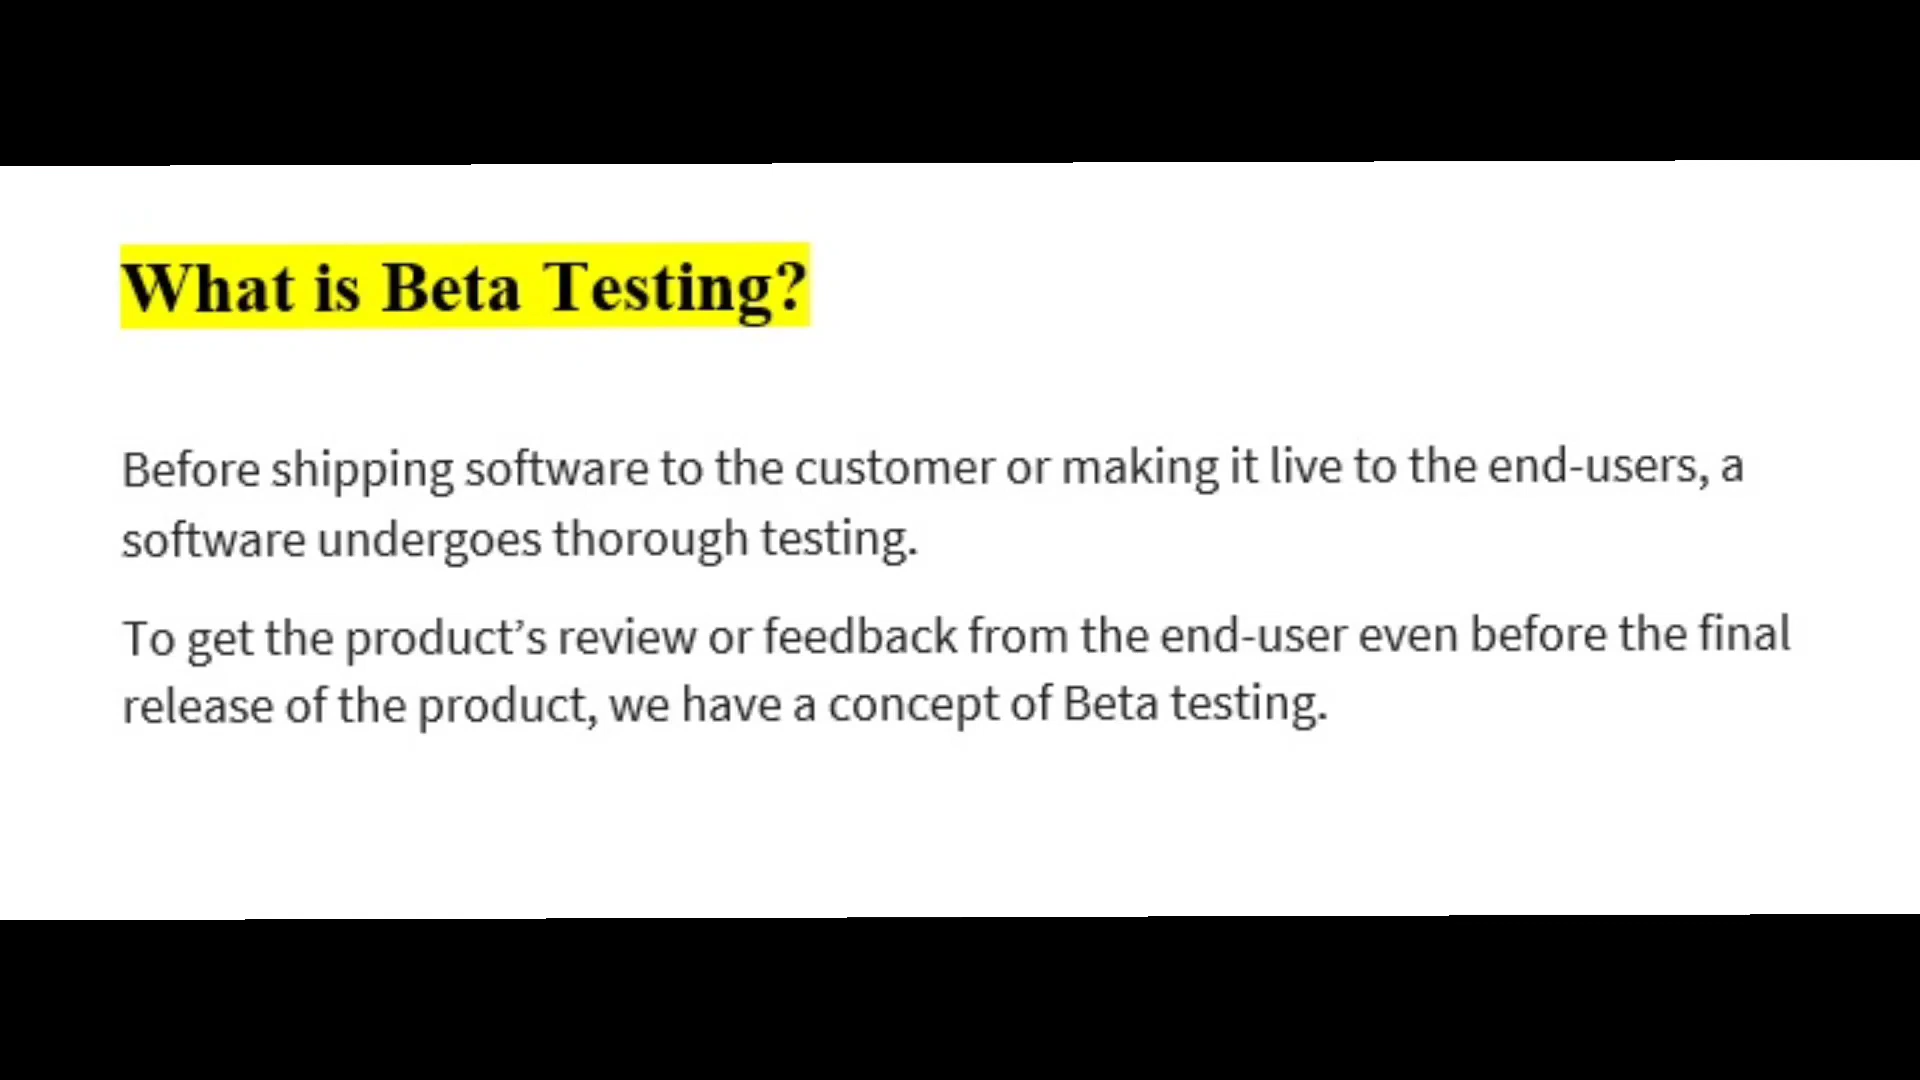 What is Beta Testing?
Before shipping software to the customer or making it live to the end-users, a
software undergoes thorough testing.
To get the product’s review or feedback from the end-user even before the final
release of the product, we have a concept of Beta testing.